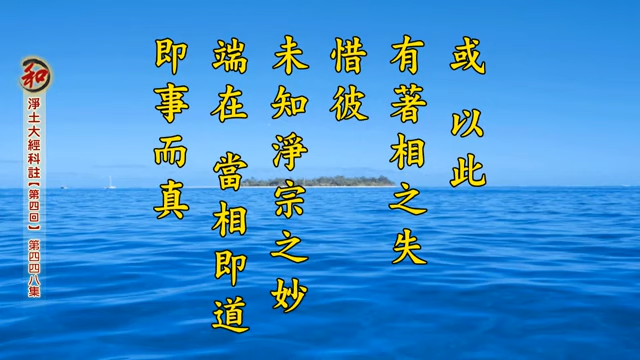 或 以此
有著相之失
惜彼
未知淨宗之妙
端在 當相即道
即事而真
和
淨土大經科註【第四回】 第四四八集